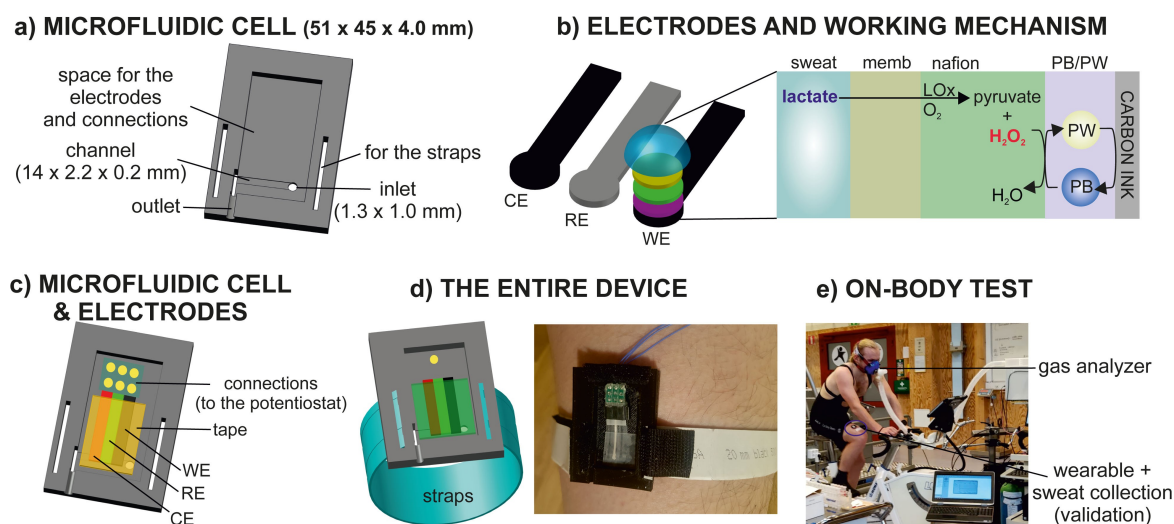 a) MICROFLUIDIC CELL (51 x 45 x 4.0 mm)
space for the
electrodes
and connections
channel
(14 x 2.2 x 0.2 mm)
outlet
for the straps
inlet
(1.3 x 1.0 mm)
b) ELECTRODES AND WORKING MECHANISM
CE
RE
WE
sweat memb nafion PB/PW
lactate
LOx
O₂
pyruvate
+
H₂O₂
H₂O
PW
PB
CARBON INK
c) MICROFLUIDIC CELL
& ELECTRODES
connections
(to the potentiostat)
tape
WE
RE
CE
d) THE ENTIRE DEVICE
straps
e) ON-BODY TEST
gas analyzer
wearable +
sweat collection
(validation)